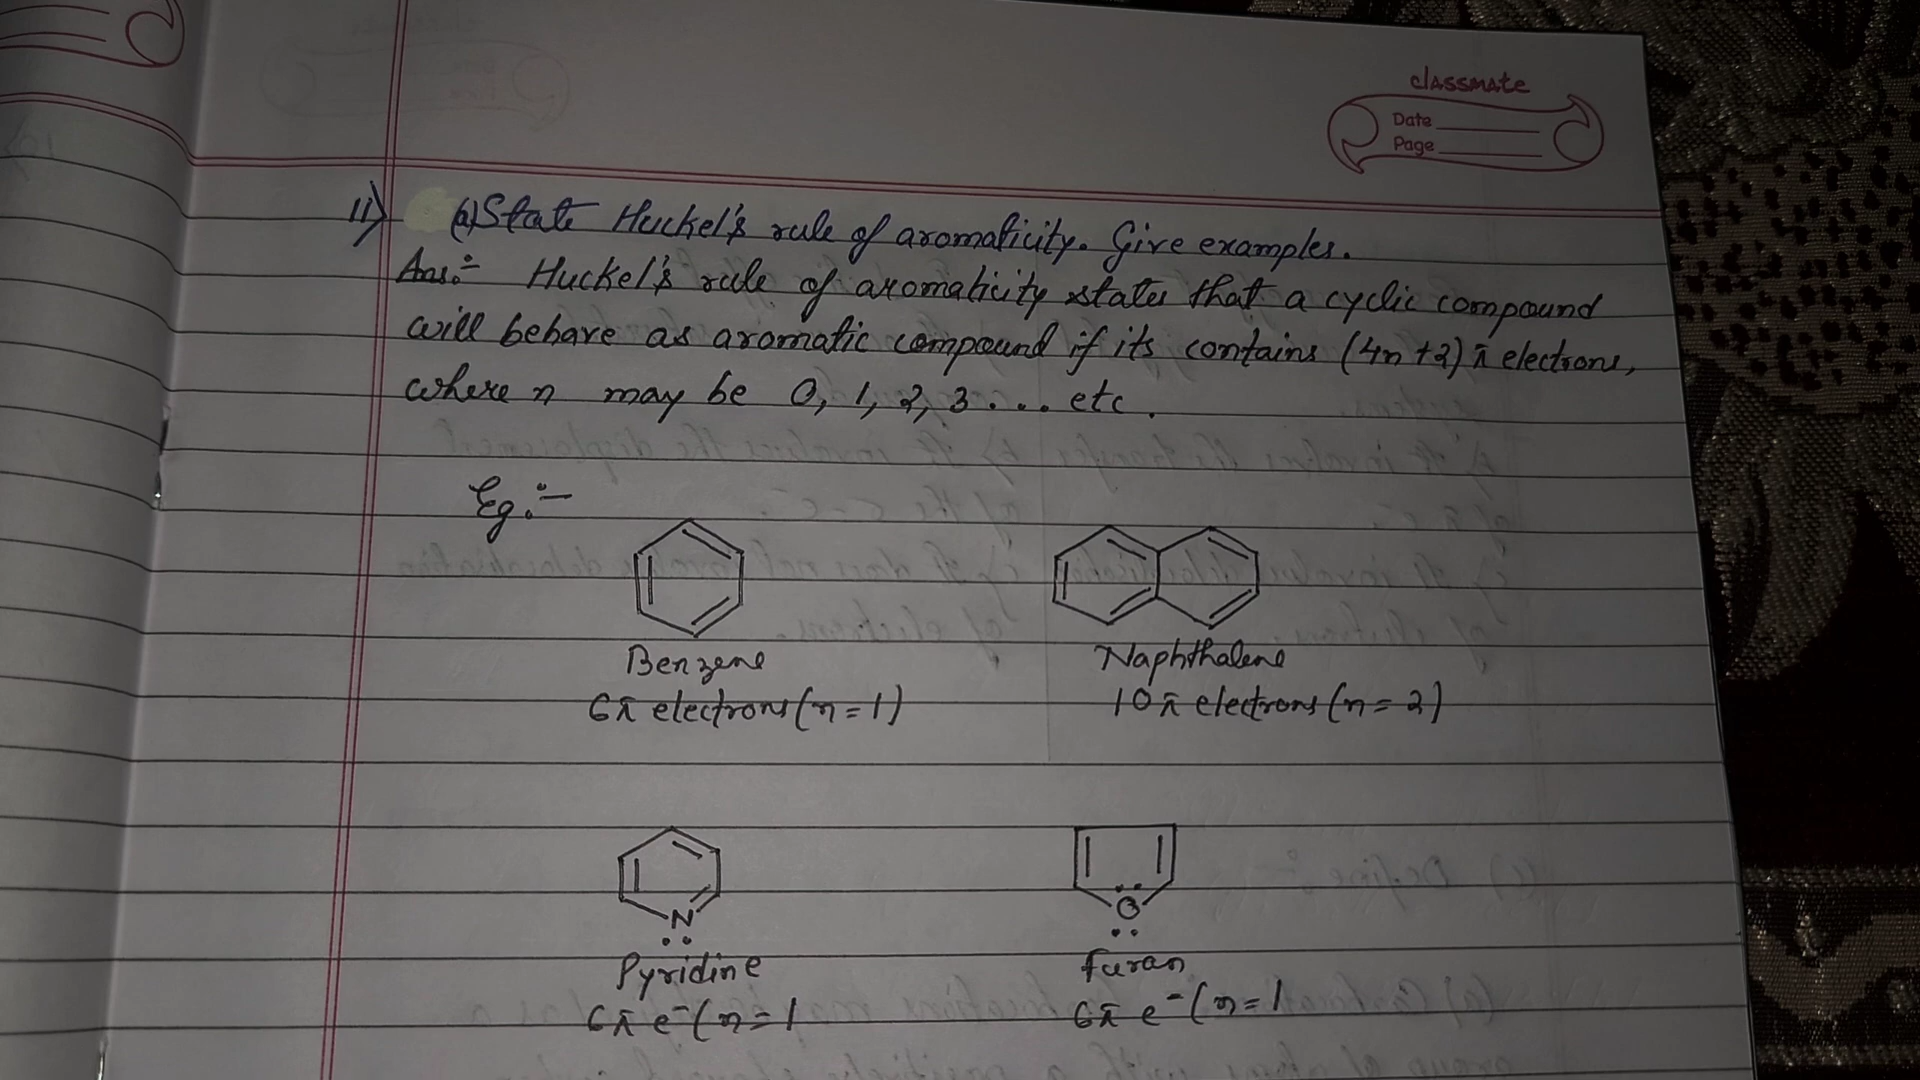 classmate
Date
Page
11) (a) State Huckel's rule of aromaticity. Give examples.
Ans:- Huckel's rule of aromaticity states that a cyclic compound
will behave as aromatic compound if its contains (4n+2) π electrons,
where n may be 0, 1, 2, 3... etc.
Eg:-
Benzene Naphthalene
6π electrons (n=1) 10π electrons (n=2)
N O
Pyridine furan
6π e⁻ (n=1 6π e⁻ (n=1